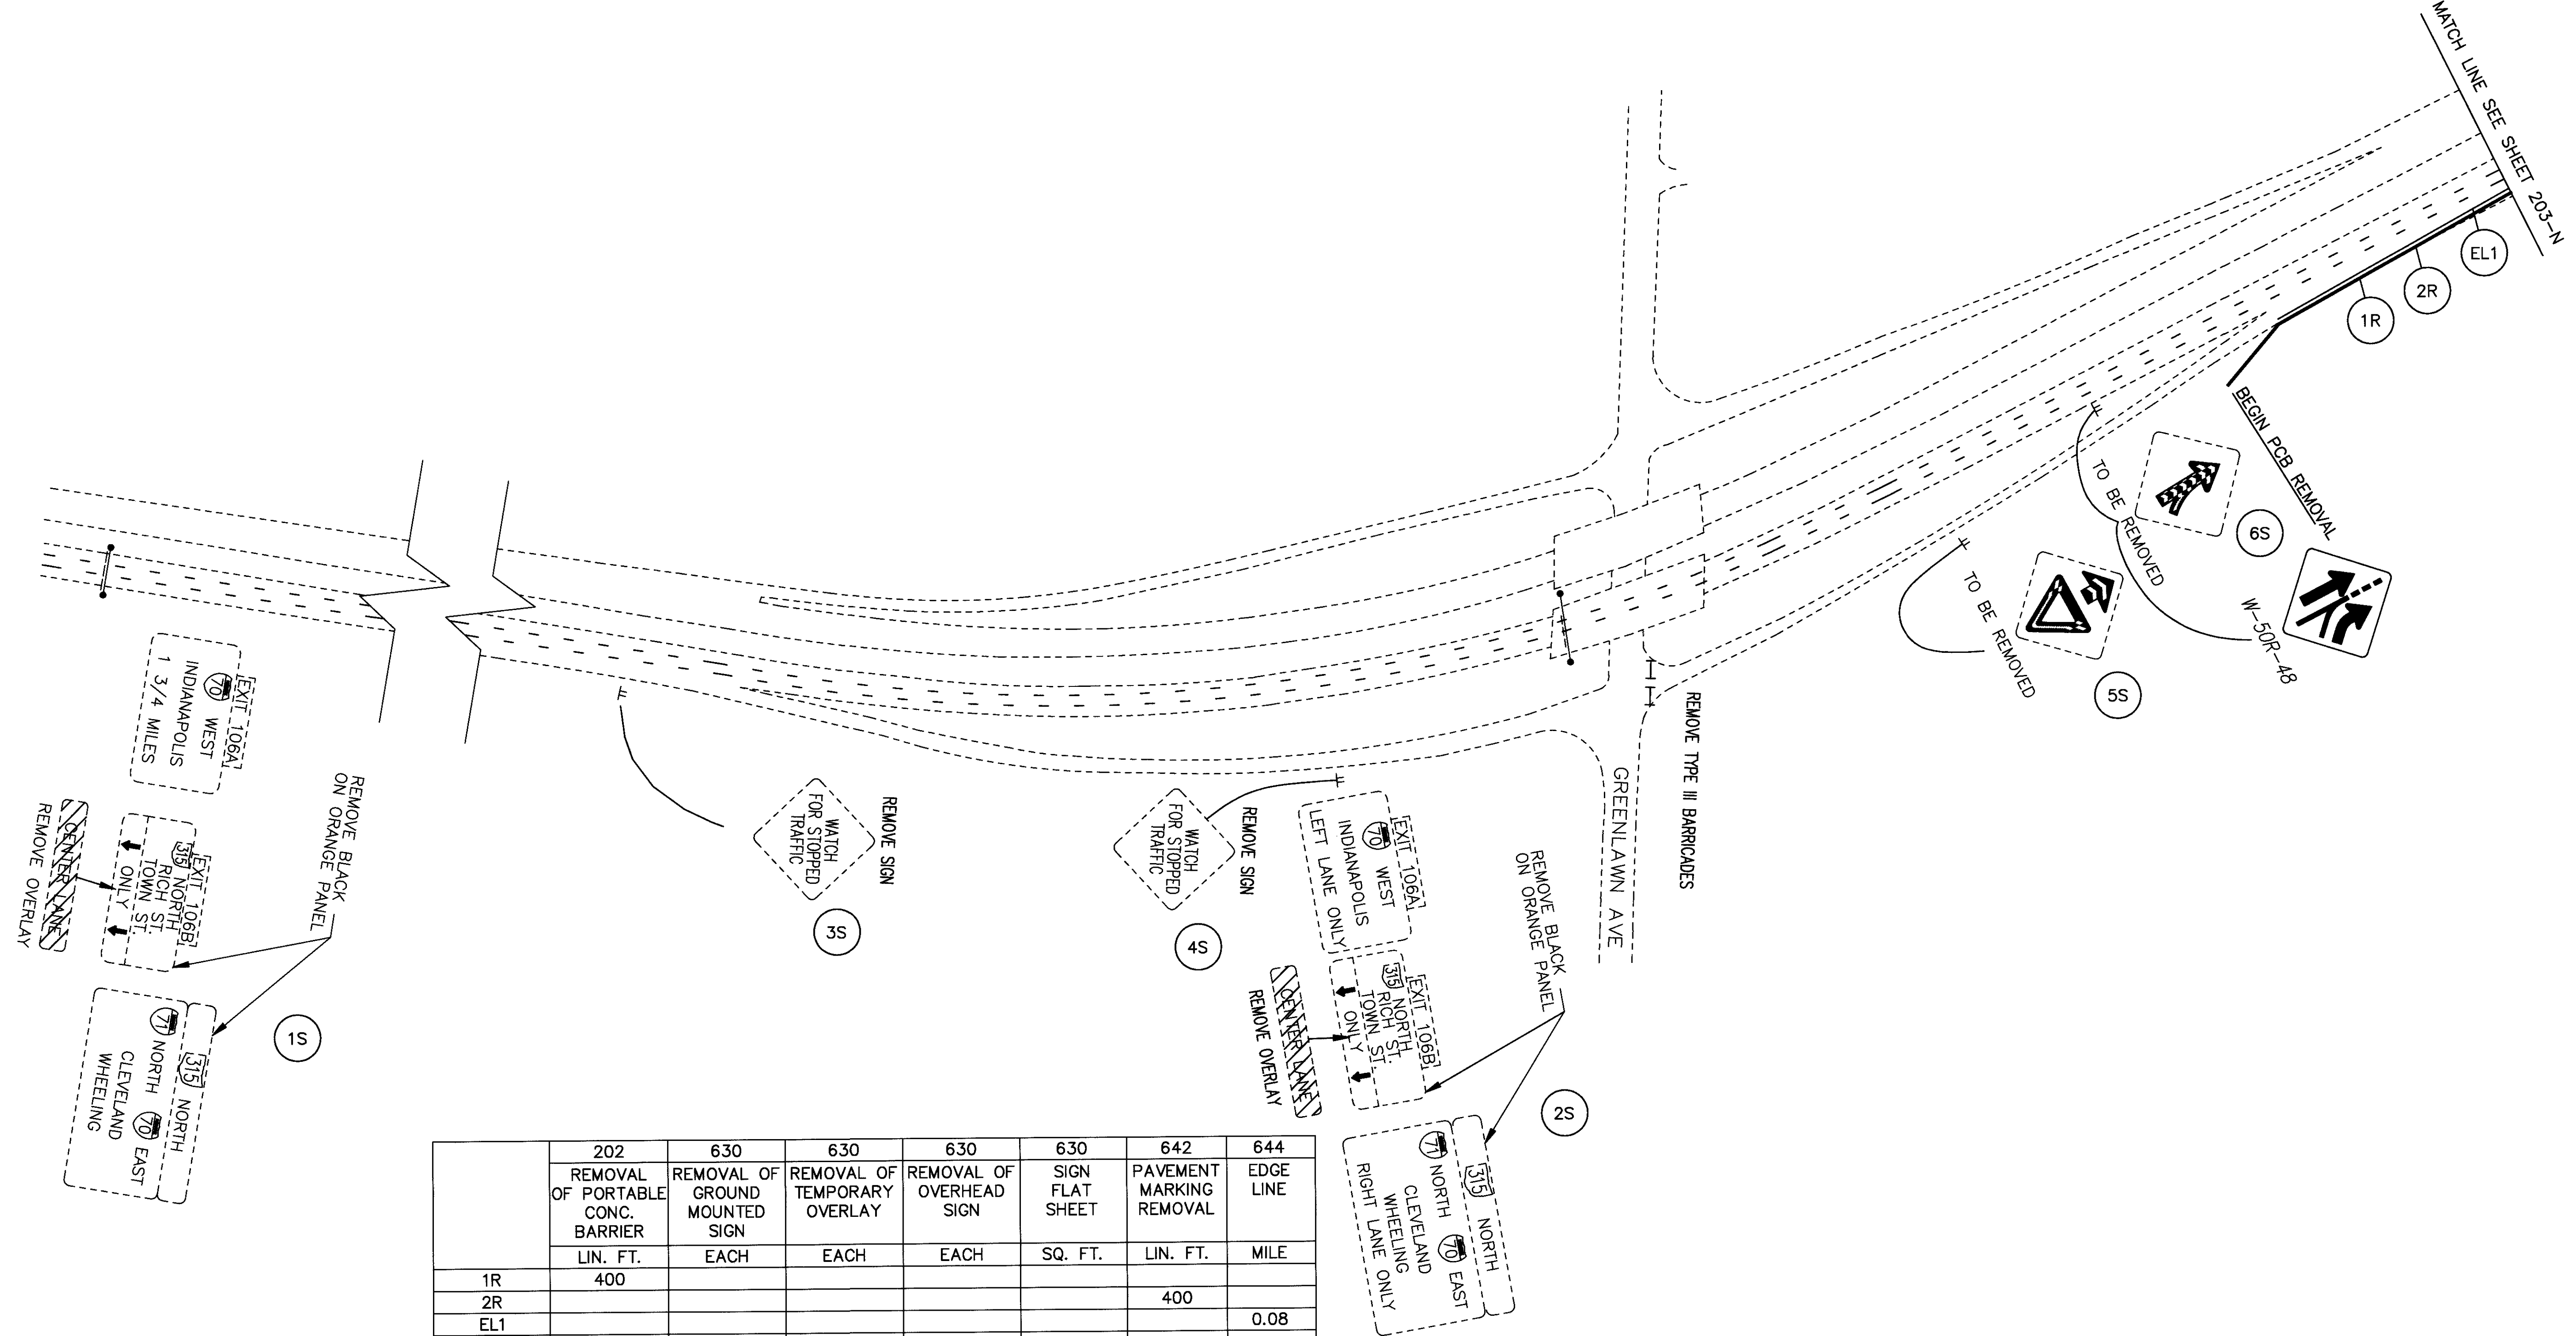 MATCH LINE SEE SHEET 203-N
EL1
2R
1R
BEGIN PCB REMOVAL
TO BE REMOVED
6S
W-50R-48
TO BE REMOVED
5S
REMOVE TYPE III BARRICADES
GREENLAWN AVE
EXIT 106A
70 WEST
INDIANAPOLIS
1 3/4 MILES
REMOVE BLACK
ON ORANGE PANEL
EXIT 106B
315 NORTH
RICH ST.
TOWN ST.
ONLY
CENTER LANE
REMOVE OVERLAY
315 NORTH
71 NORTH 70 EAST
CLEVELAND
WHEELING
1S
WATCH
FOR STOPPED
TRAFFIC
REMOVE SIGN
3S
WATCH
FOR STOPPED
TRAFFIC
REMOVE SIGN
4S
EXIT 106A
70 WEST
INDIANAPOLIS
LEFT LANE ONLY
REMOVE BLACK
ON ORANGE PANEL
EXIT 106B
315 NORTH
RICH ST.
TOWN ST.
ONLY
CENTER LANE
REMOVE OVERLAY
315 NORTH
71 NORTH 70 EAST
CLEVELAND
WHEELING
RIGHT LANE ONLY
2S
202 630 630 630 630 642 644
REMOVAL OF PORTABLE CONC. BARRIER
REMOVAL OF GROUND MOUNTED SIGN
REMOVAL OF TEMPORARY OVERLAY
REMOVAL OF OVERHEAD SIGN
SIGN FLAT SHEET
PAVEMENT MARKING REMOVAL
EDGE LINE
LIN. FT. EACH EACH EACH SQ. FT. LIN. FT. MILE
1R 400
2R 400
EL1 0.08